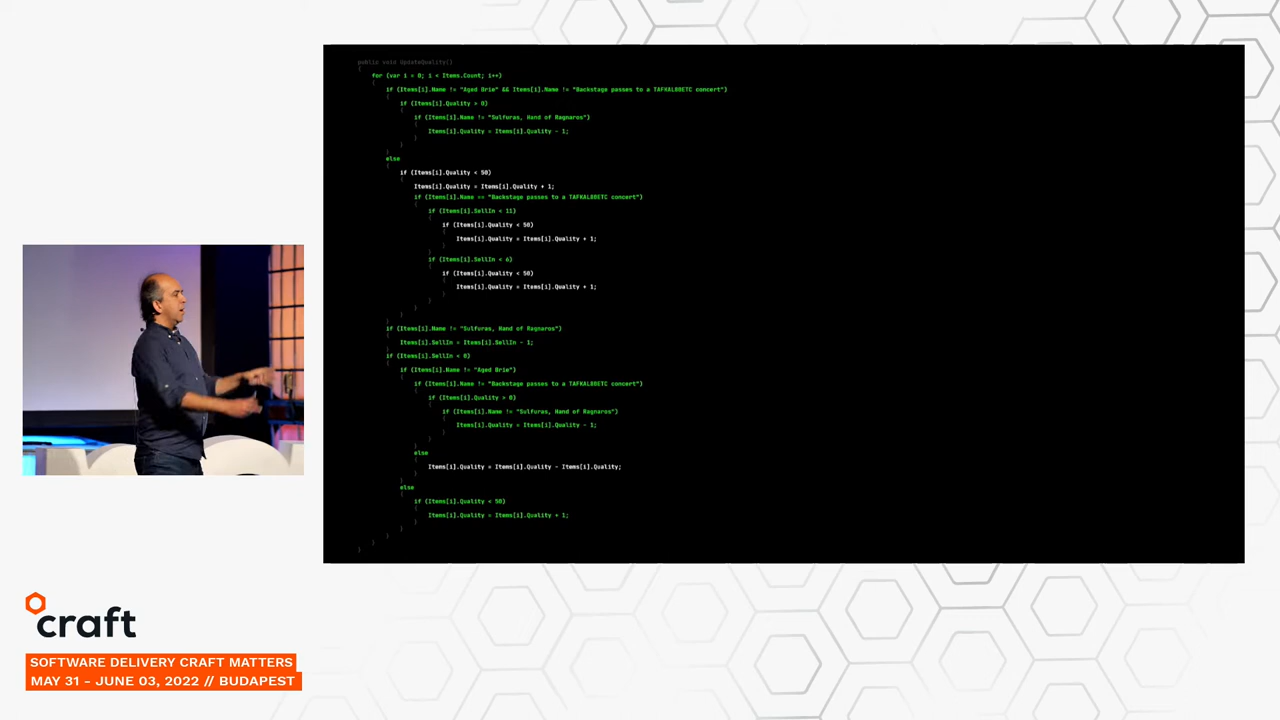 public void UpdateQuality()
{
for (var i = 0; i < Items.Count; i++)
{
if (Items[i].Name != "Aged Brie" && Items[i].Name != "Backstage passes to a TAFKAL80ETC concert")
{
if (Items[i].Quality > 0)
{
if (Items[i].Name != "Sulfuras, Hand of Ragnaros")
{
Items[i].Quality = Items[i].Quality - 1;
}
}
}
else
{
if (Items[i].Quality < 50)
{
Items[i].Quality = Items[i].Quality + 1;
if (Items[i].Name == "Backstage passes to a TAFKAL80ETC concert")
{
if (Items[i].SellIn < 11)
{
if (Items[i].Quality < 50)
{
Items[i].Quality = Items[i].Quality + 1;
}
}
if (Items[i].SellIn < 6)
{
if (Items[i].Quality < 50)
{
Items[i].Quality = Items[i].Quality + 1;
}
}
}
}
}
if (Items[i].Name != "Sulfuras, Hand of Ragnaros")
{
Items[i].SellIn = Items[i].SellIn - 1;
}
if (Items[i].SellIn < 0)
{
if (Items[i].Name != "Aged Brie")
{
if (Items[i].Name != "Backstage passes to a TAFKAL80ETC concert")
{
if (Items[i].Quality > 0)
{
if (Items[i].Name != "Sulfuras, Hand of Ragnaros")
{
Items[i].Quality = Items[i].Quality - 1;
}
}
}
else
{
Items[i].Quality = Items[i].Quality - Items[i].Quality;
}
}
else
{
if (Items[i].Quality < 50)
{
Items[i].Quality = Items[i].Quality + 1;
}
}
}
}
}
craft
SOFTWARE DELIVERY CRAFT MATTERS
MAY 31 - JUNE 03, 2022 // BUDAPEST